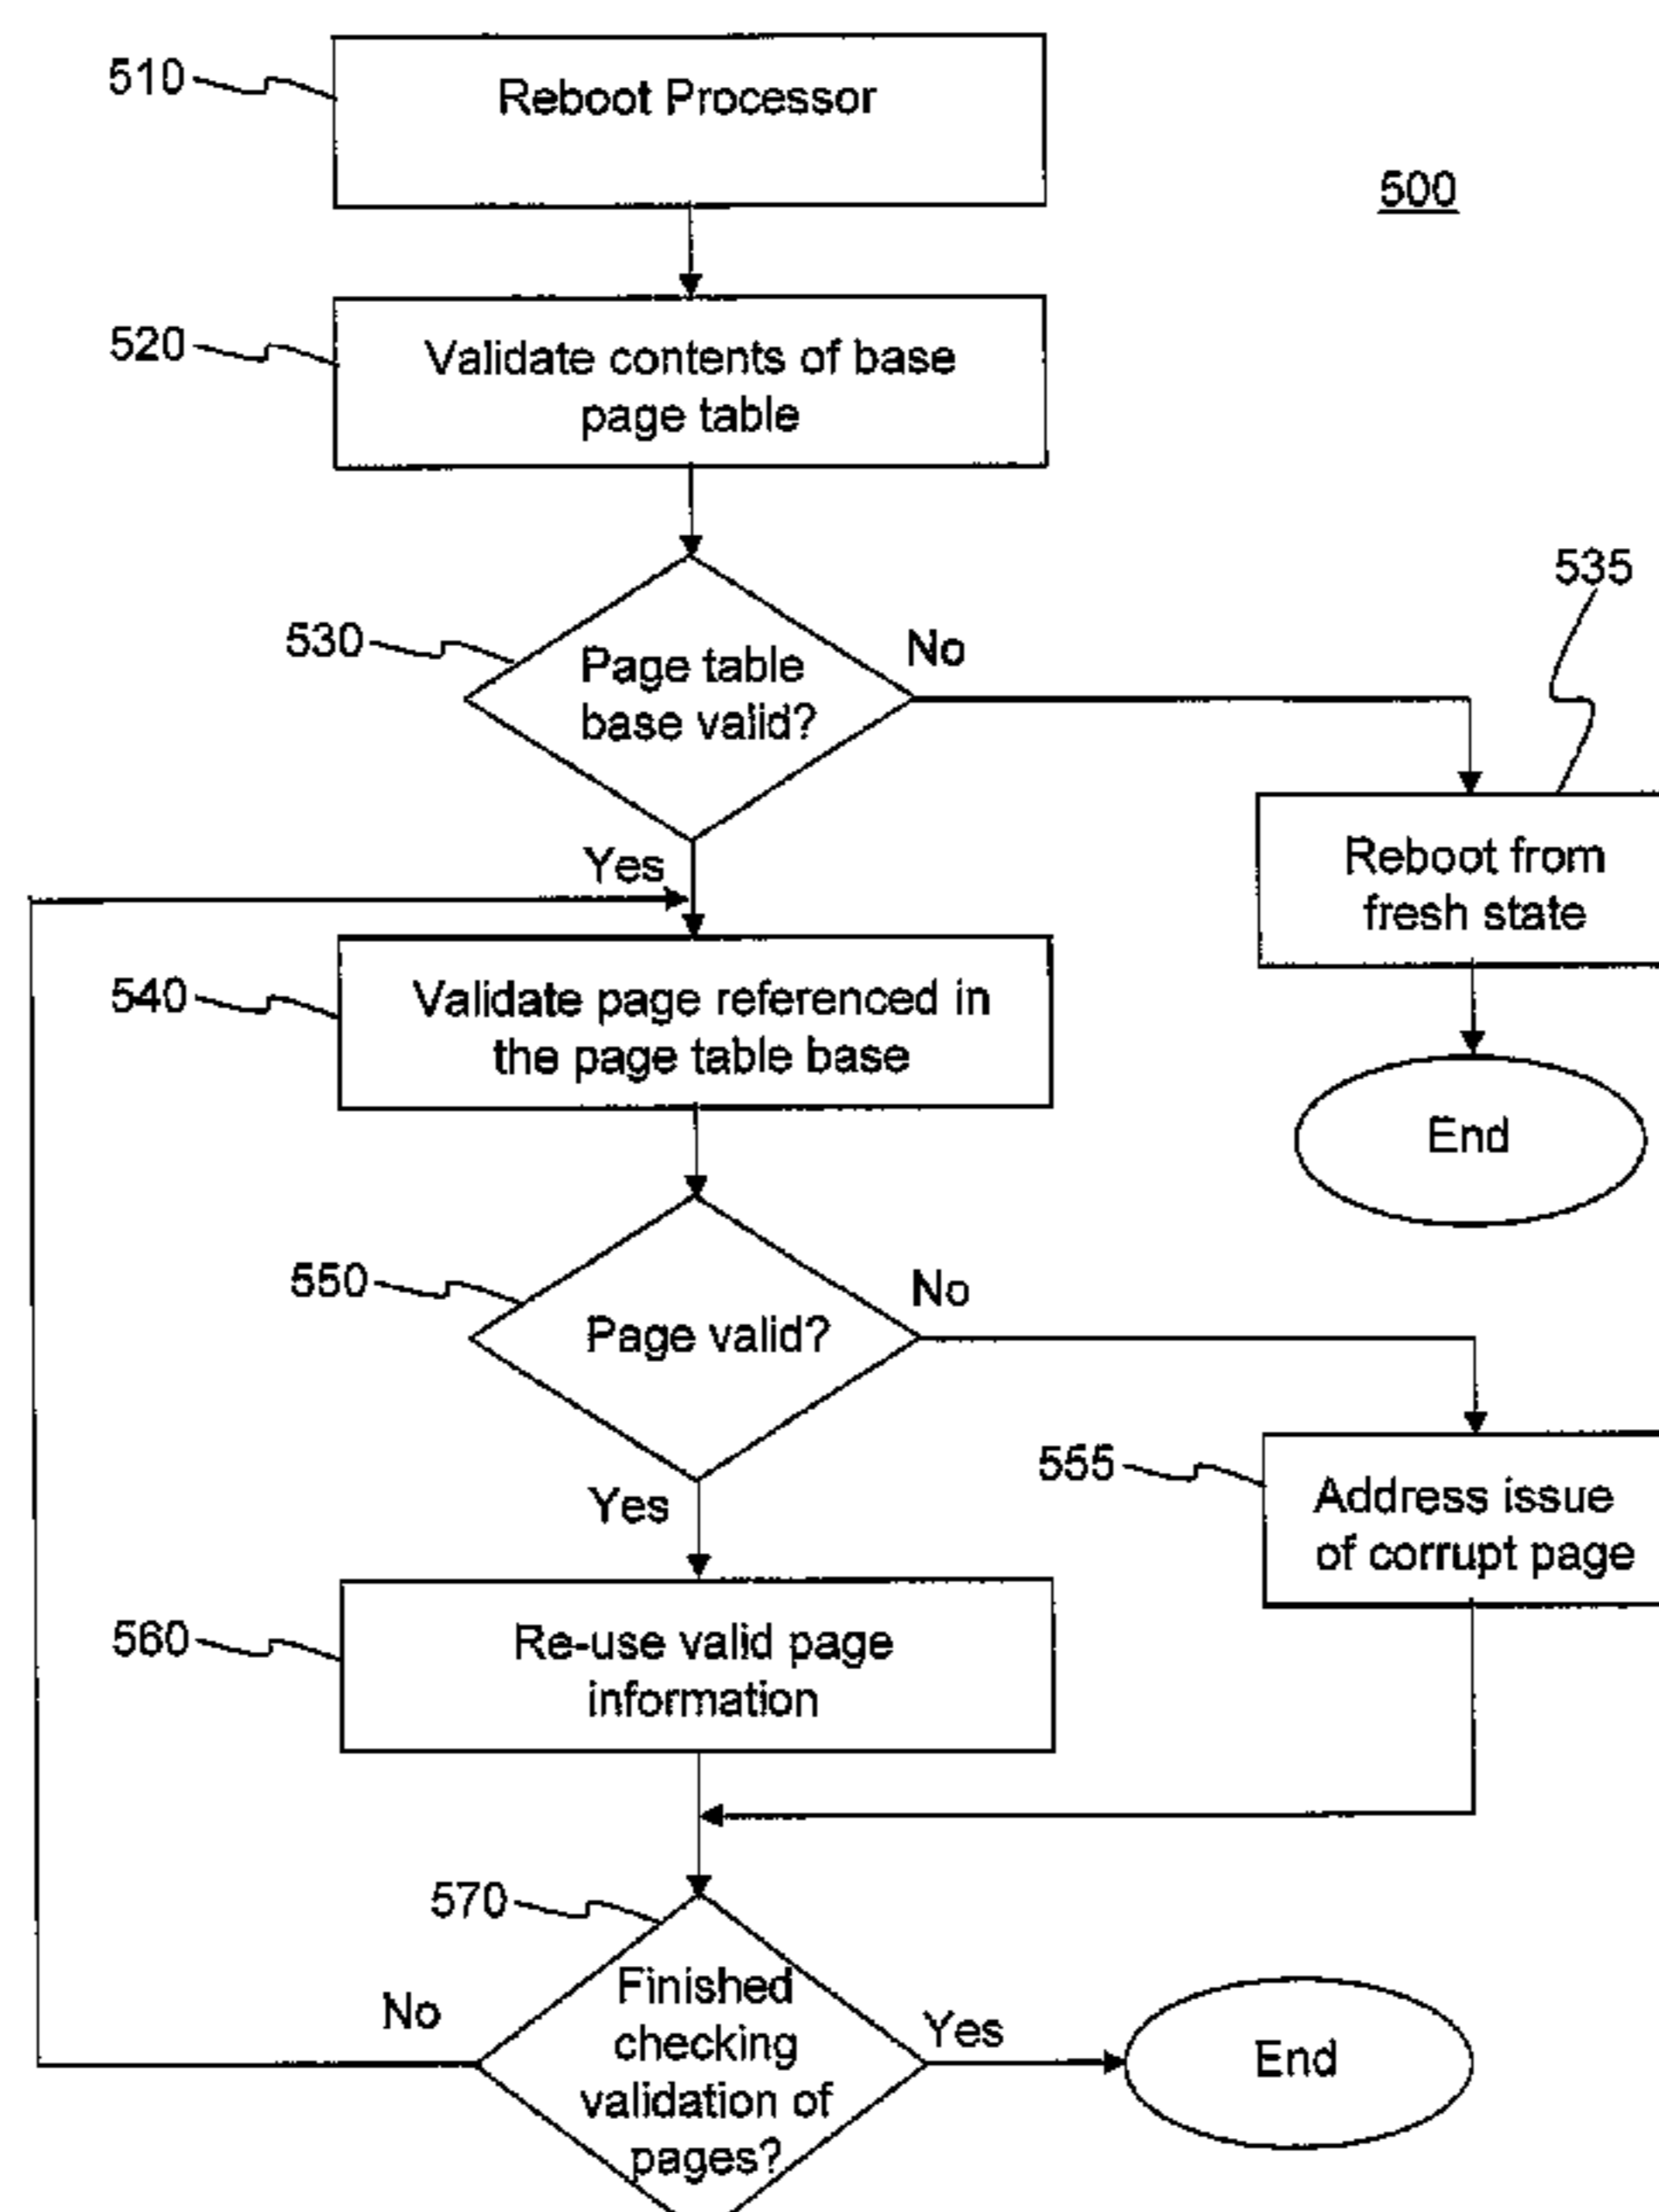 510
Reboot Processor
500
520
Validate contents of base
page table
530
Page table
base valid?
No
535
Yes
Reboot from
fresh state
540
Validate page referenced in
the page table base
End
550
Page valid?
No
Yes
555
Address issue
of corrupt page
560
Re-use valid page
information
570
No
Finished
checking
validation of
pages?
Yes
End